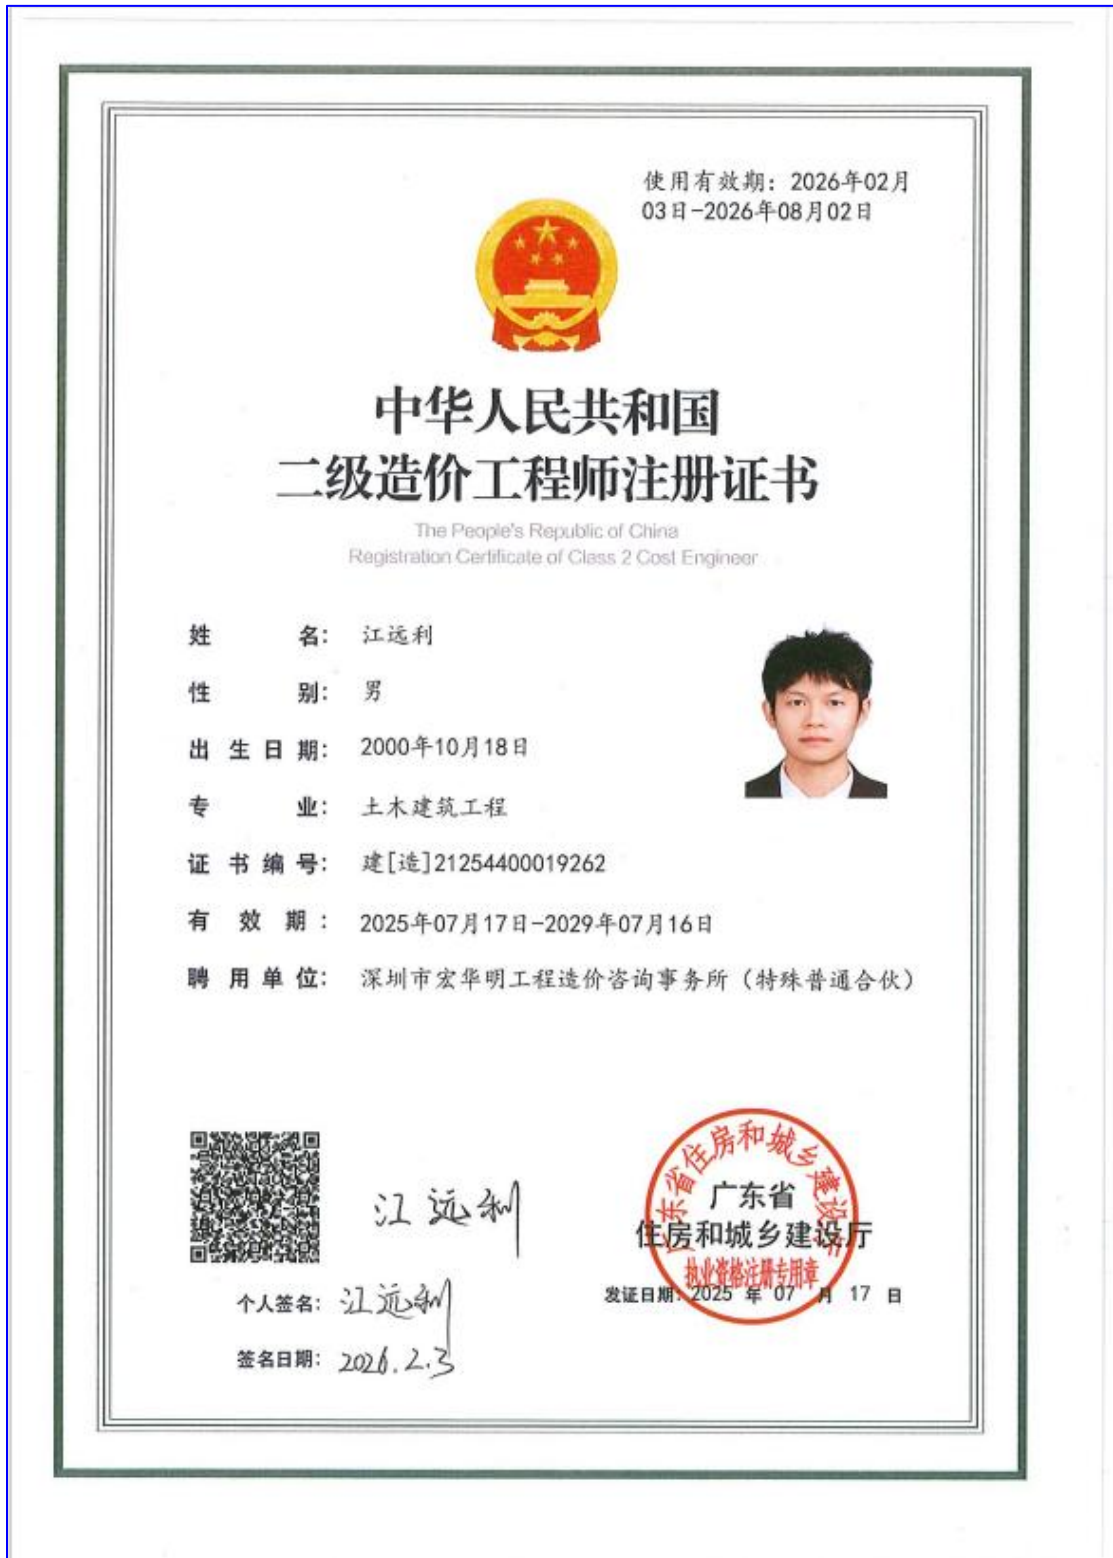 使用有效期：2026年02月
03日-2026年08月02日
中华人民共和国
二级造价工程师注册证书
The People's Republic of China
Registration Certificate of Class 2 Cost Engineer
姓名：江远利
性别：男
出生日期：2000年10月18日
专业：土木建筑工程
证书编号：建[造]21254400019262
有效期：2025年07月17日-2029年07月16日
聘用单位：深圳市宏华明工程造价咨询事务所（特殊普通合伙）
江远利
个人签名：江远利
签名日期：2026.2.3
广东省住房和城乡建设厅
广东省
住房和城乡建设厅
执业资格注册专用章
发证日期：2025年07月17日